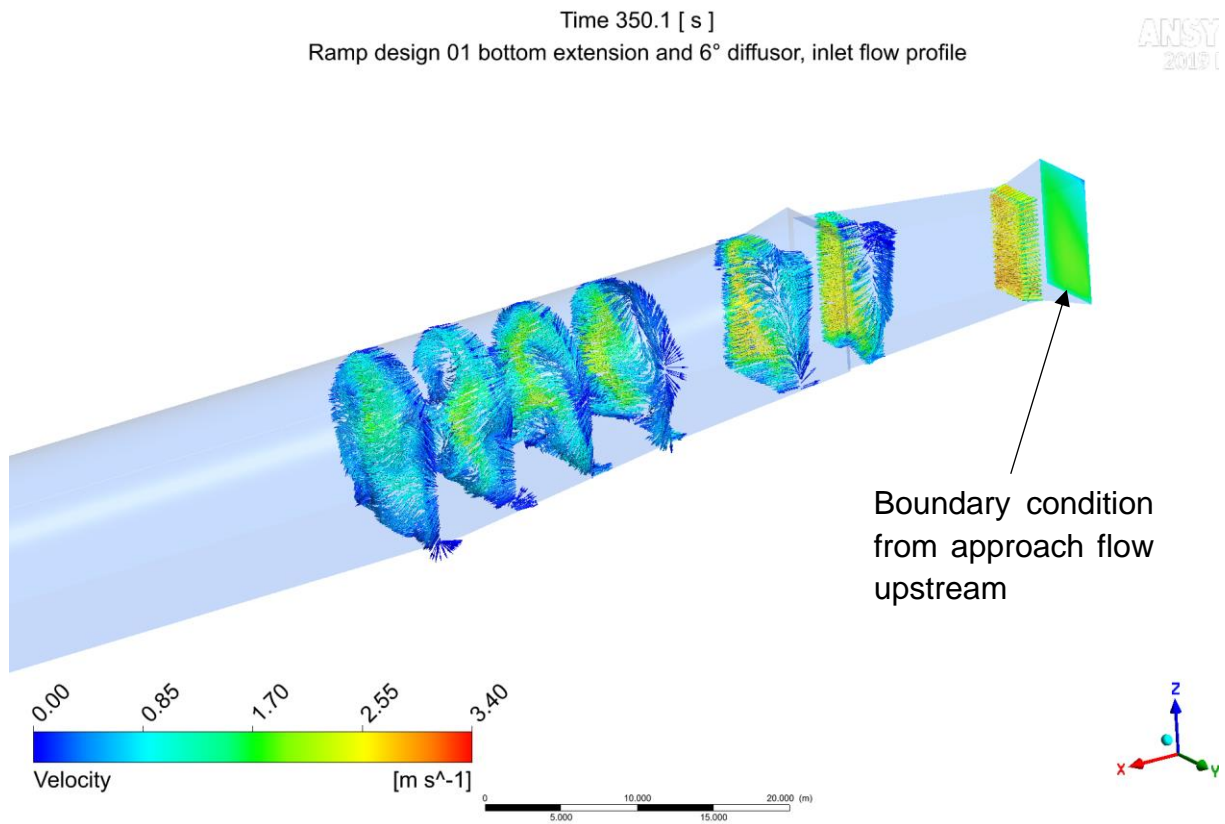 Time 350.1 [ s ]
Ramp design 01 bottom extension and 6° diffusor, inlet flow profile
ANSY
2019
Boundary condition
from approach flow
upstream
0.00
0.85
1.70
2.55
3.40
Velocity
[m s^-1]
0
10.000
20.000 (m)
5.000
15.000
Z
X
Y